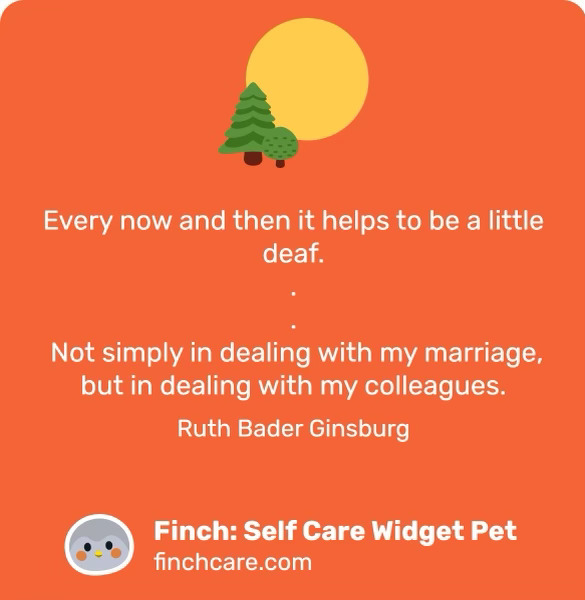 Every now and then it helps to be a little
deaf.
.
.
Not simply in dealing with my marriage,
but in dealing with my colleagues.
Ruth Bader Ginsburg
Finch: Self Care Widget Pet
finchcare.com